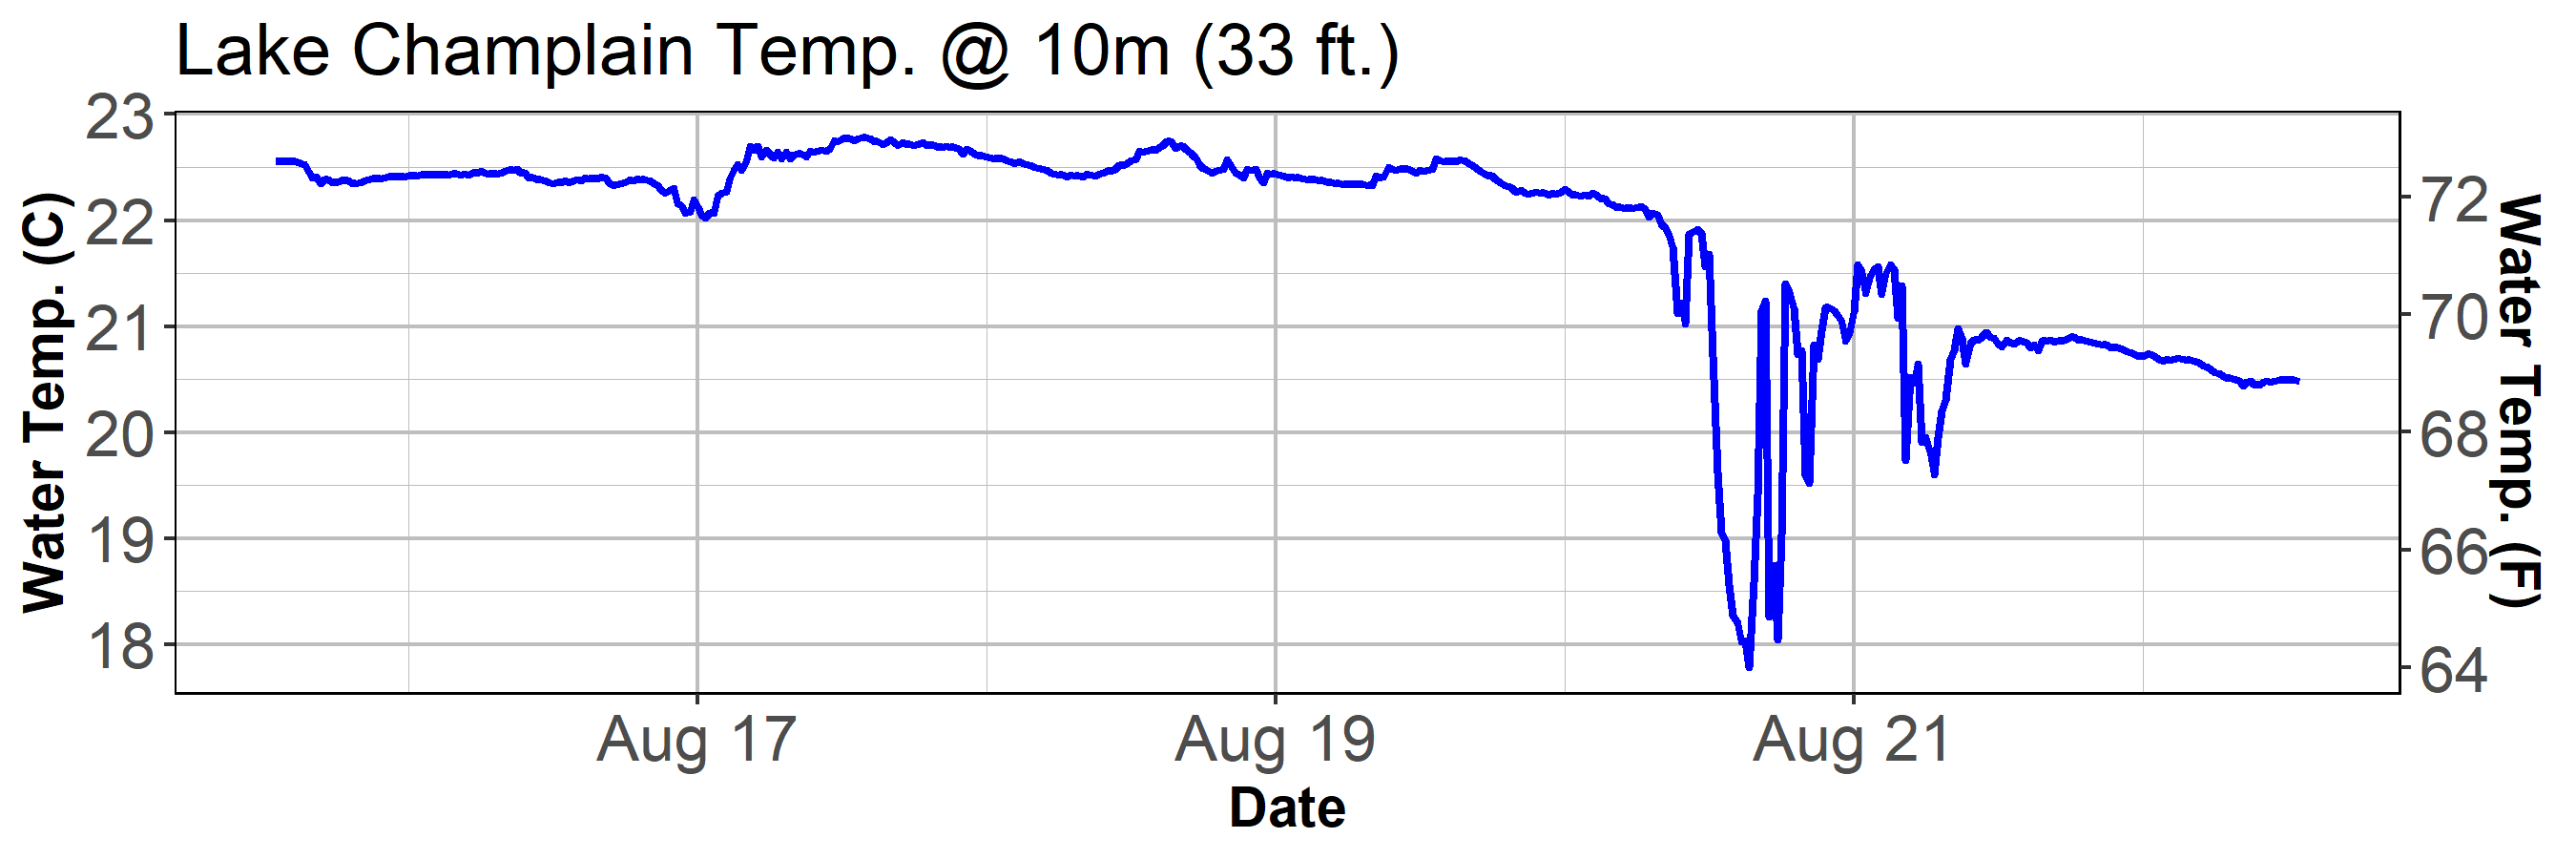 Lake Champlain Temp. @ 10m (33 ft.)
Water Temp. (C)
23
22
21
20
19
18
72
70
68
66
64
Water Temp. (F)
Aug 17 Aug 19 Aug 21
Date